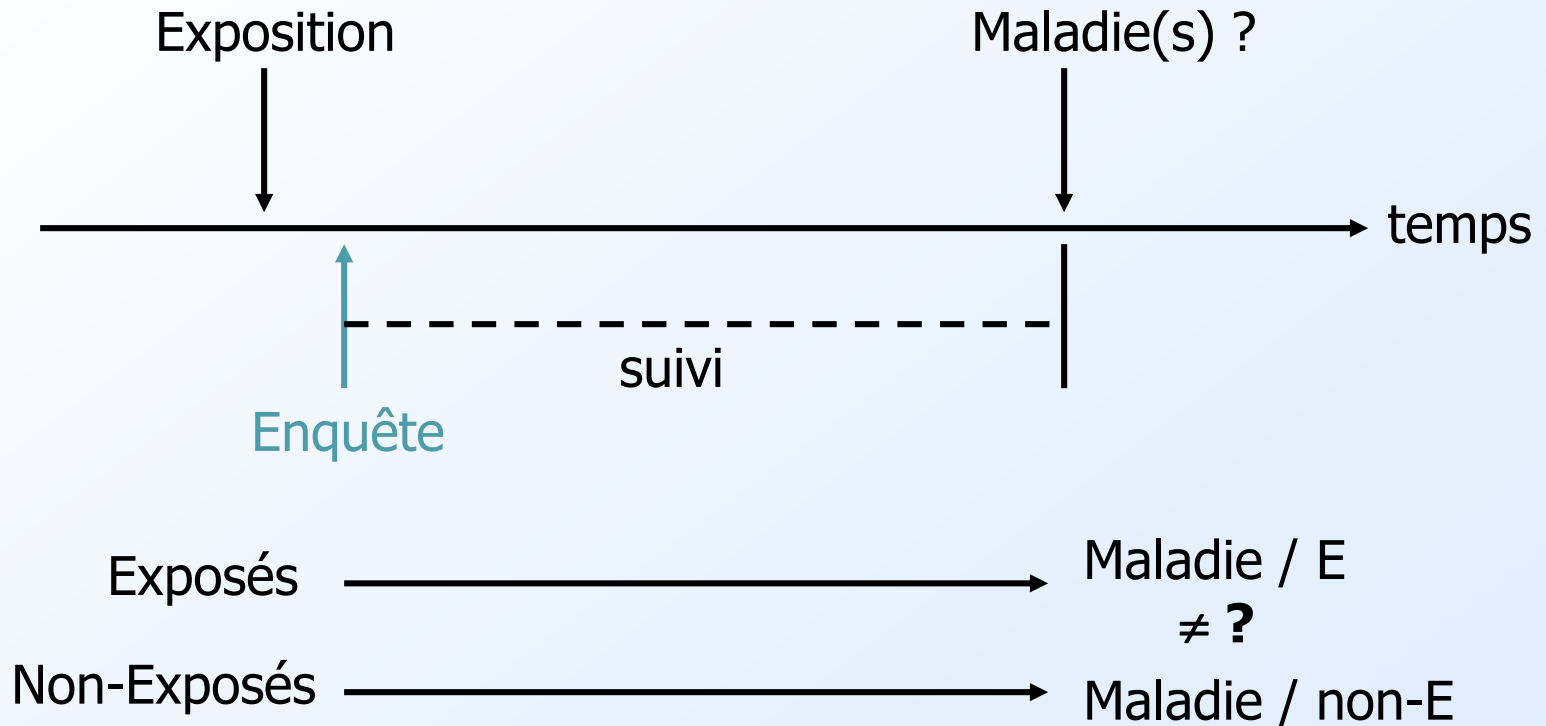 Exposition
Maladie(s) ?
temps
suivi
Enquête
Exposés
Maladie / E
≠ ?
Non-Exposés
Maladie / non-E